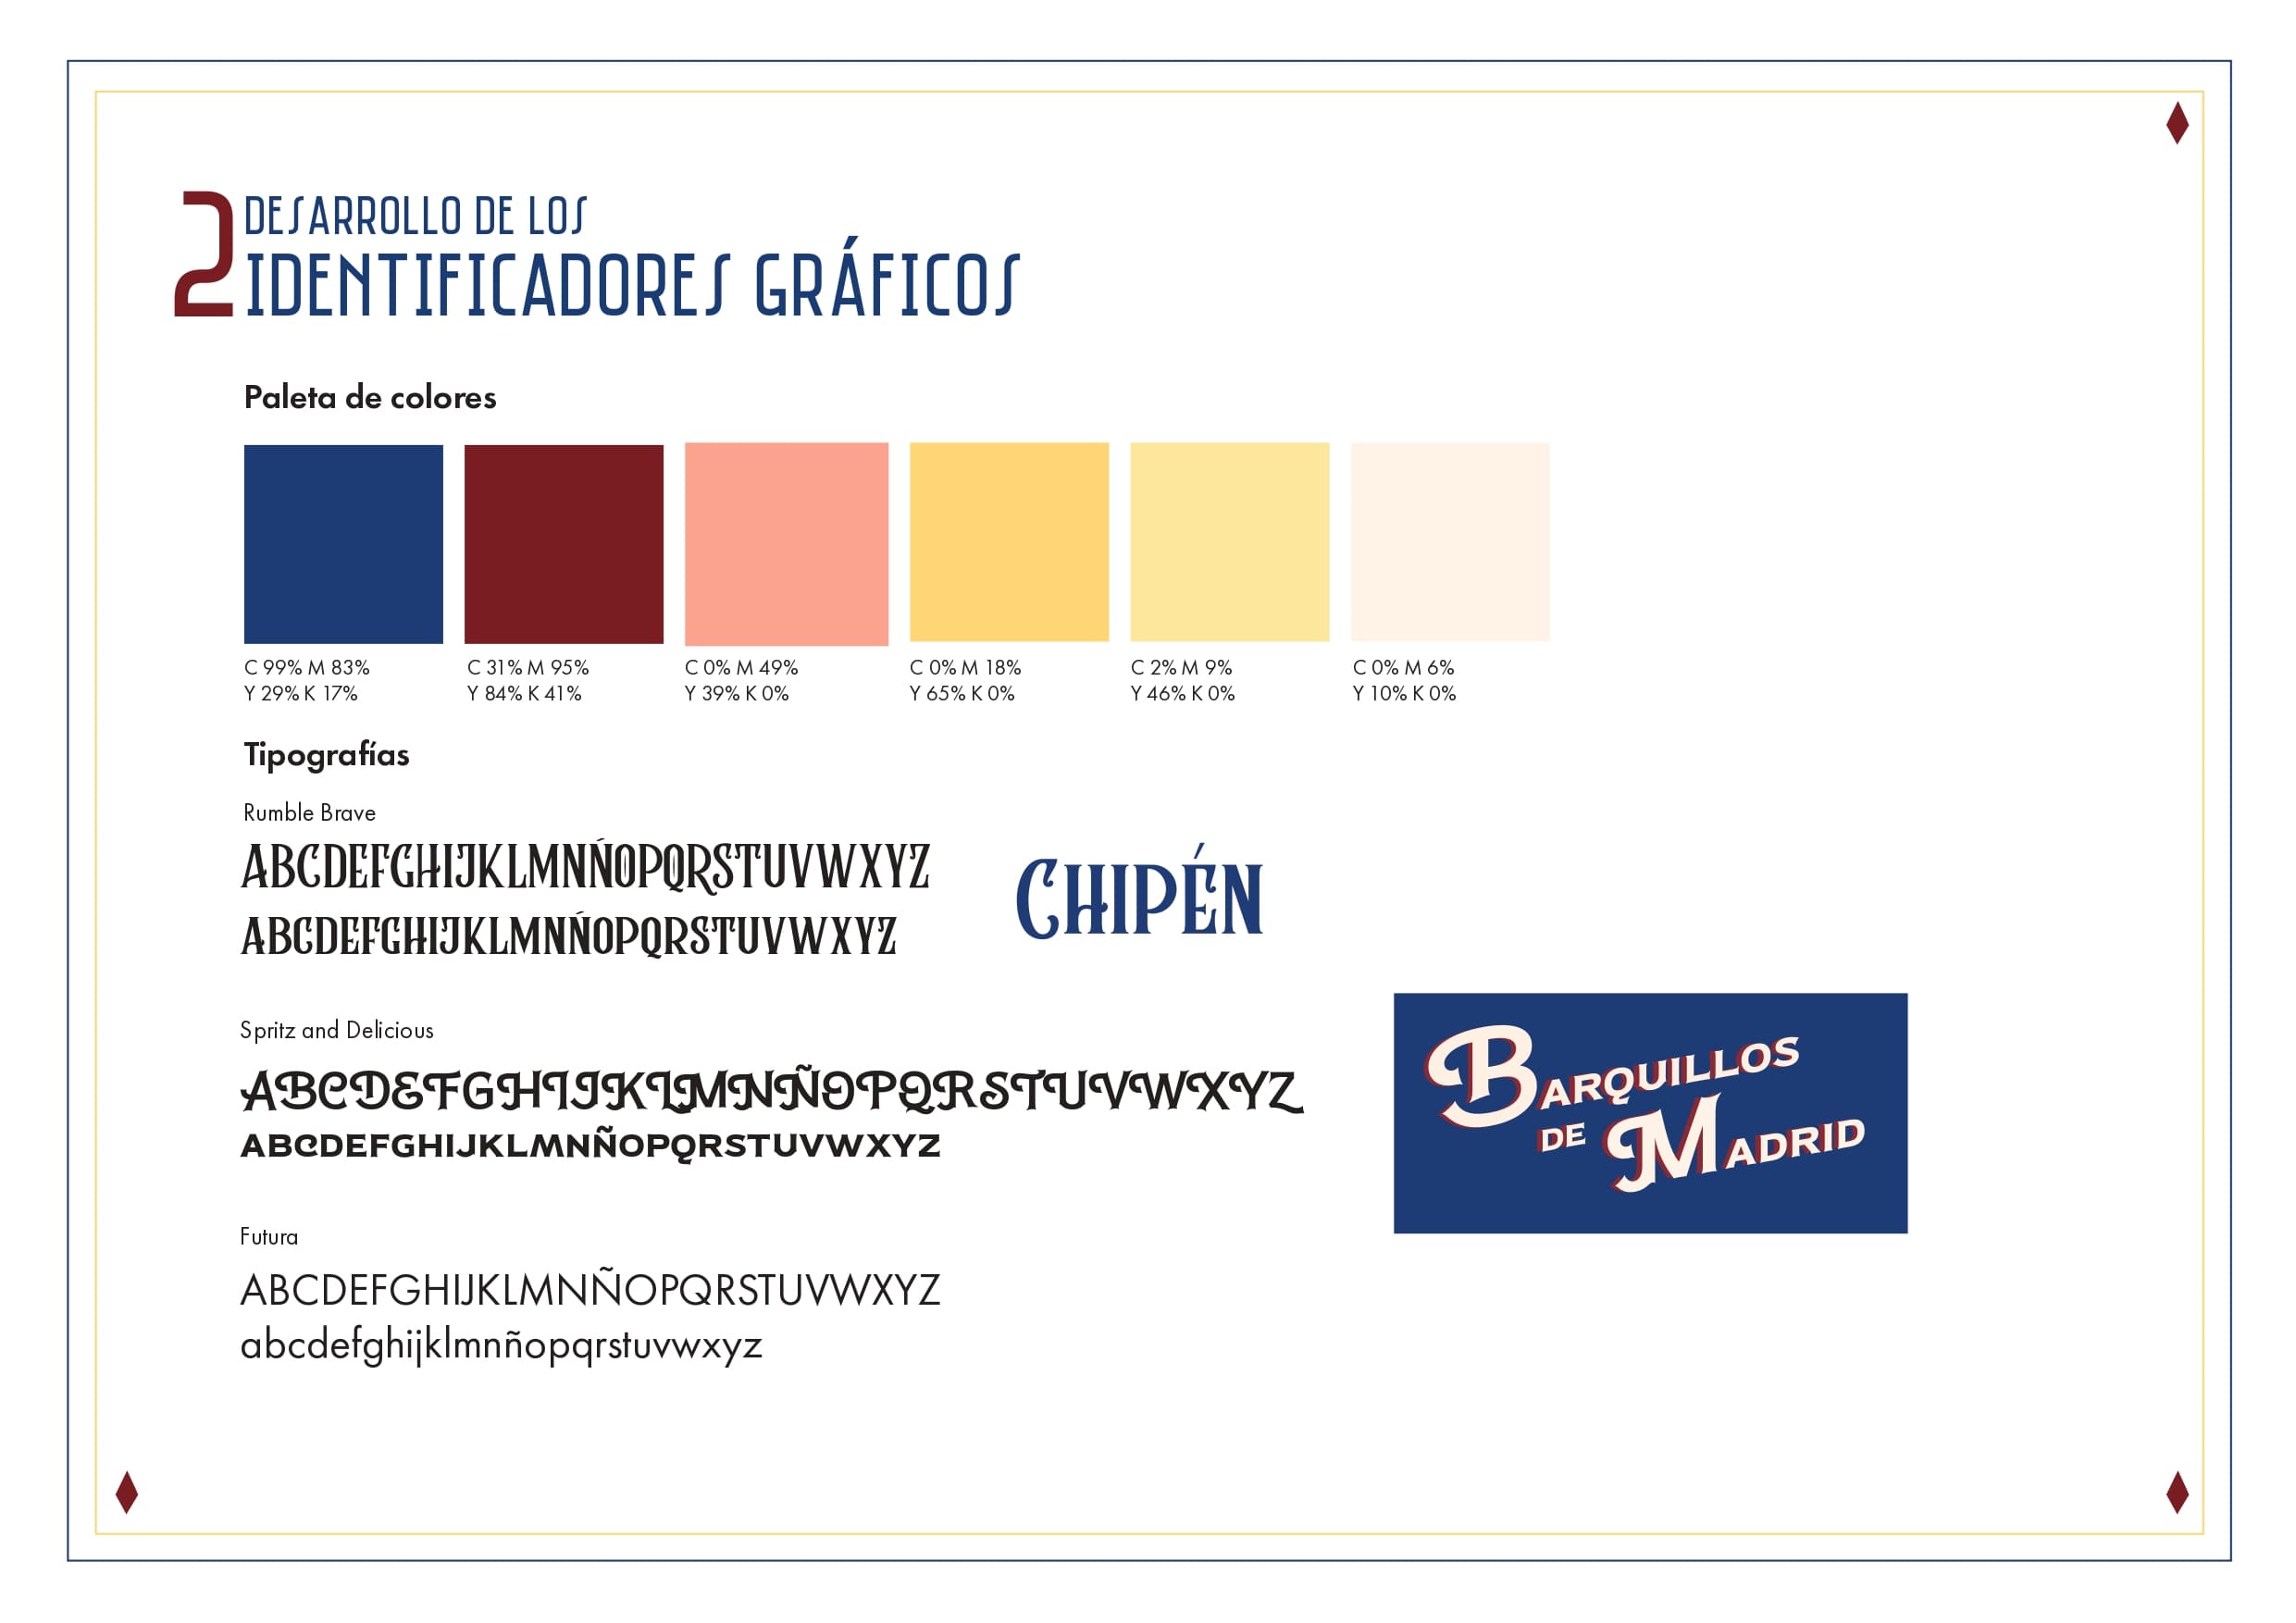 2 DESARROLLO DE LOS
IDENTIFICADORES GRÁFICOS
Paleta de colores
C 99% M 83%
Y 29% K 17%
C 31% M 95%
Y 84% K 41%
C 0% M 49%
Y 39% K 0%
C 0% M 18%
Y 65% K 0%
C 2% M 9%
Y 46% K 0%
C 0% M 6%
Y 10% K 0%
Tipografías
Rumble Brave
ABCDEFGHIJKLMNÑOPQRSTUVWXYZ
ABCDEFGHIJKLMNÑOPQRSTUVWXYZ
CHIPÉN
Spritz and Delicious
ABCDEFGHIJKLMNÑOPQRSTUVWXYZ
ABCDEFGHIJKLMNÑOPQRSTUVWXYZ
BARQUILLOS
DE MADRID
Futura
ABCDEFGHIJKLMNÑOPQRSTUVWXYZ
abcdefghijklmnñopqrstuvwxyz